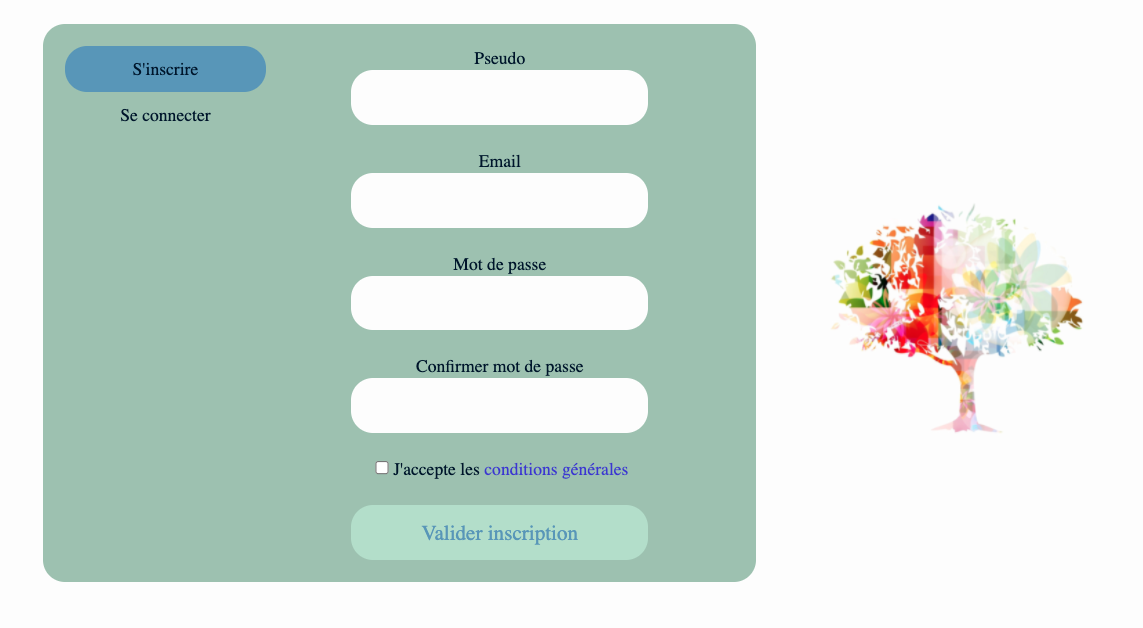 S'inscrire
Se connecter
Pseudo
Email
Mot de passe
Confirmer mot de passe
J'accepte les conditions générales
Valider inscription